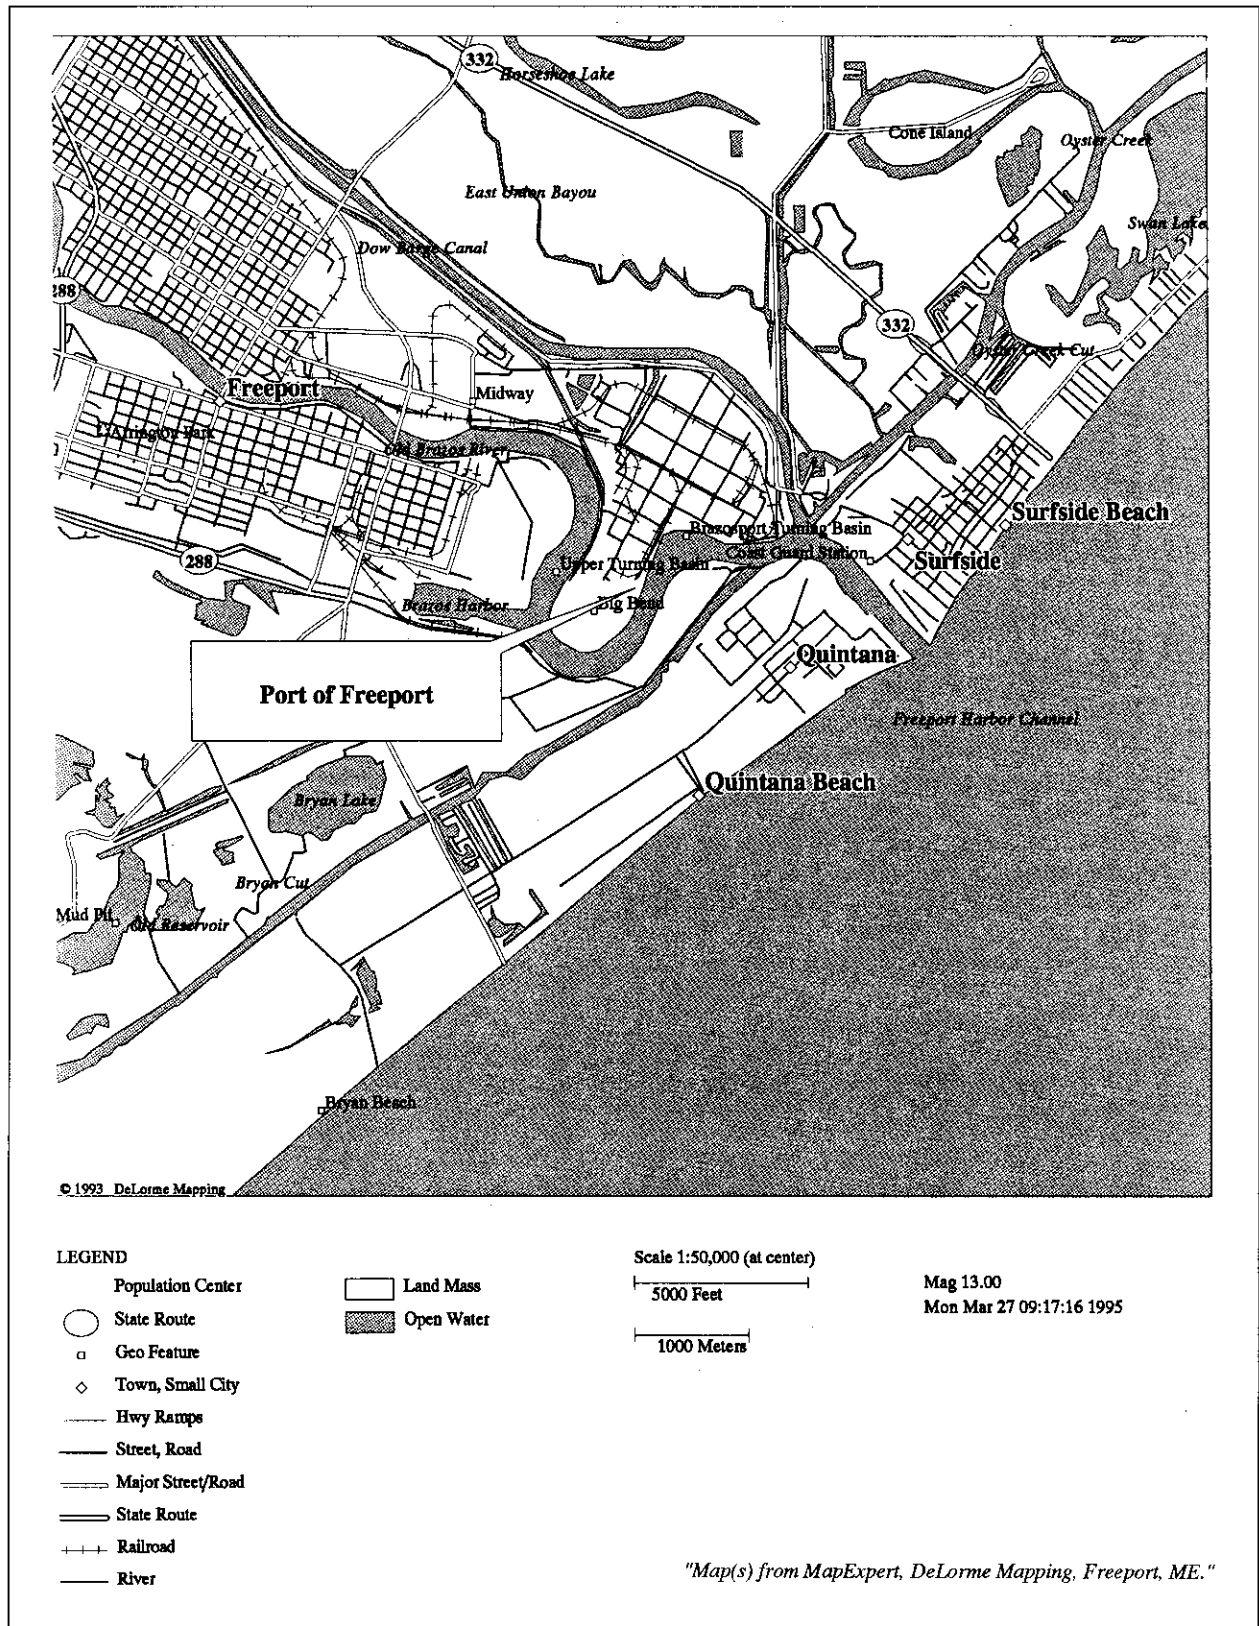 332
Horseshoe Lake
Cone Island
Oyster Creek
East Union Bayou
Swan Lake
Dow Barge Canal
288
332
Oyster Creek Cut
Freeport
Midway
Arrington Park
Old Brazos River
Surfside Beach
Brazosport Turning Basin
Coast Guard Station
288
Upper Turning Basin
Surfside
Brazos Harbor
Big Bend
Quintana
Port of Freeport
Freeport Harbor Channel
Quintana Beach
Bryan Lake
Bryan Cut
Mud Pit
Old Reservoir
Bryan Beach
© 1993 DeLorme Mapping
LEGEND
Population Center
State Route
Geo Feature
Town, Small City
Hwy Ramps
Street, Road
Major Street/Road
State Route
Railroad
River
Land Mass
Open Water
Scale 1:50,000 (at center)
5000 Feet
1000 Meters
Mag 13.00
Mon Mar 27 09:17:16 1995
"Map(s) from MapExpert, DeLorme Mapping, Freeport, ME."